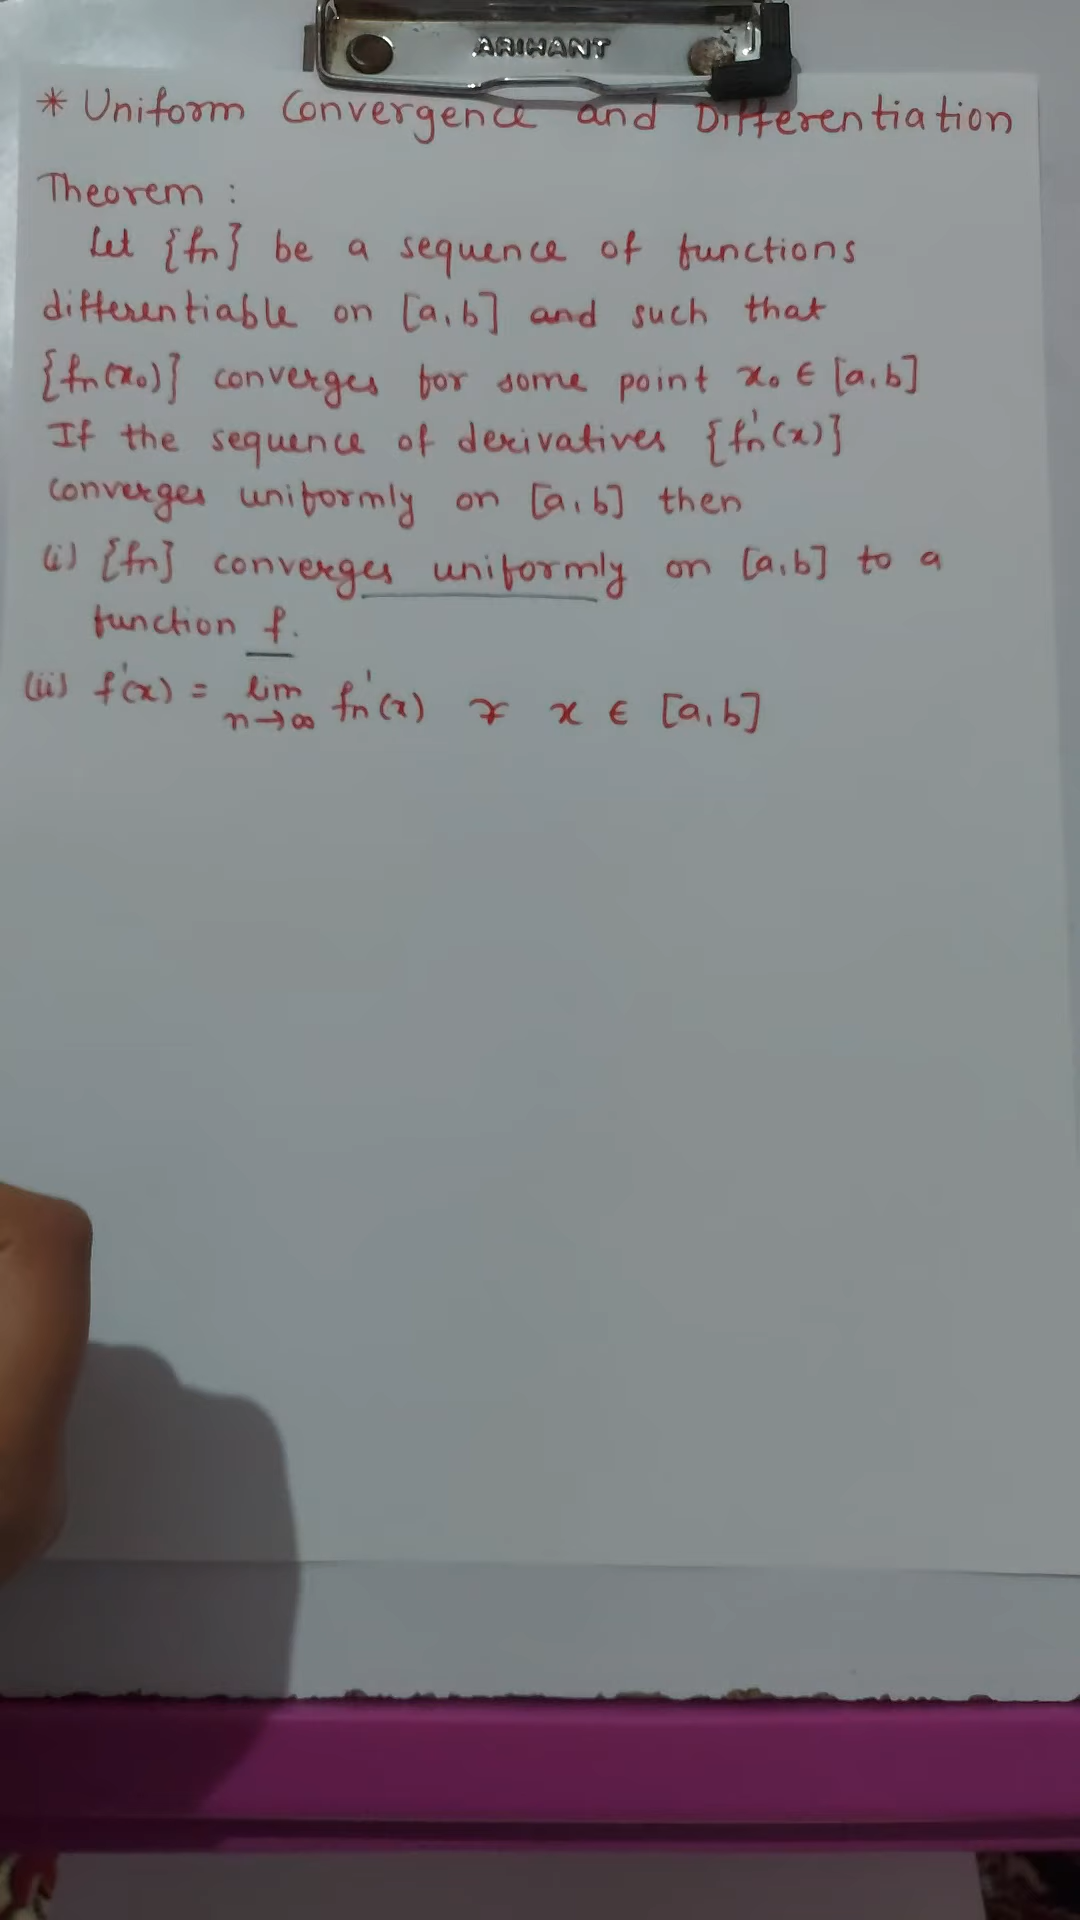 ARIHANT
* Uniform Convergence and Differentiation
Theorem :
Let {fn} be a sequence of functions
differentiable on [a,b] and such that
{fn(x₀)} converges for some point x₀ ∈ [a,b]
If the sequence of derivatives {fn'(x)}
converges uniformly on [a,b] then
(i) {fn} converges uniformly on [a,b] to a
function f.
(ii) f'(x) = lim n→∞ fn'(x) ∀ x ∈ [a,b]